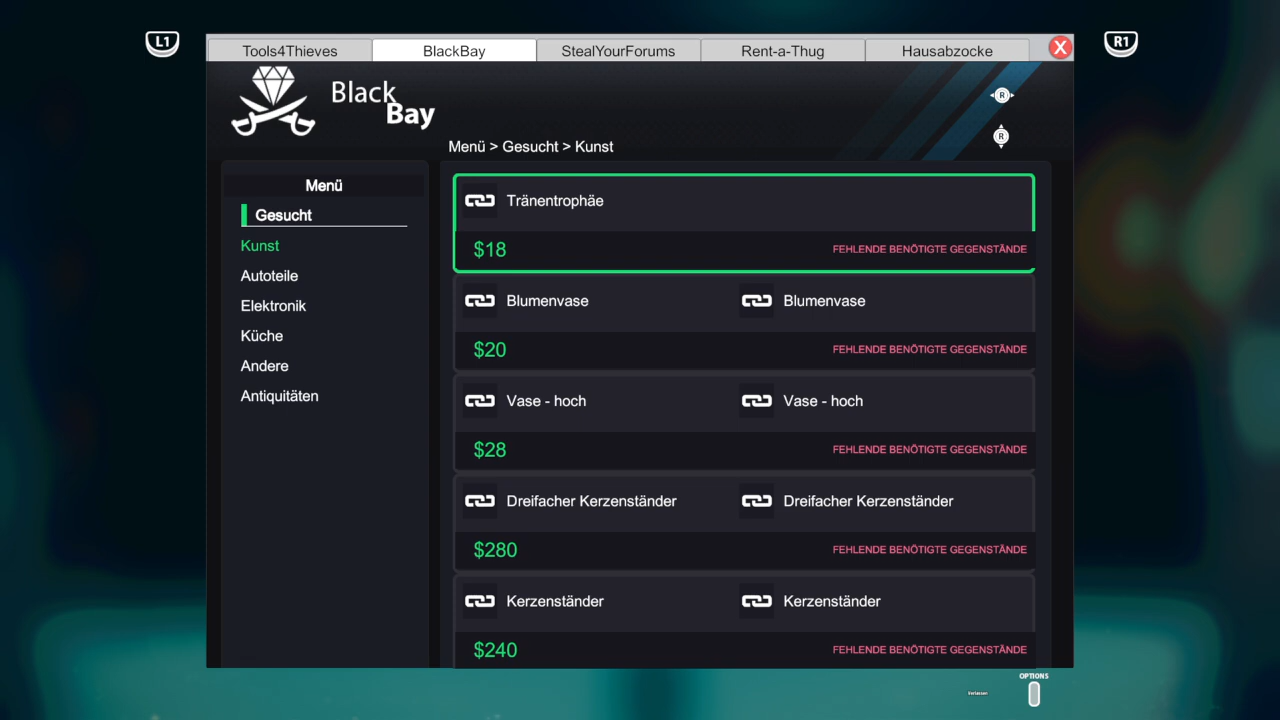 L1
R1
Tools4Thieves
BlackBay
StealYourForums
Rent-a-Thug
Hausabzocke
X
Black
Bay
R
R
Menü > Gesucht > Kunst
Menü
Gesucht
Kunst
Autoteile
Elektronik
Küche
Andere
Antiquitäten
Tränentrophäe
$18
FEHLENDE BENÖTIGTE GEGENSTÄNDE
Blumenvase
Blumenvase
$20
FEHLENDE BENÖTIGTE GEGENSTÄNDE
Vase - hoch
Vase - hoch
$28
FEHLENDE BENÖTIGTE GEGENSTÄNDE
Dreifacher Kerzenständer
Dreifacher Kerzenständer
$280
FEHLENDE BENÖTIGTE GEGENSTÄNDE
Kerzenständer
Kerzenständer
$240
FEHLENDE BENÖTIGTE GEGENSTÄNDE
Verlassen
OPTIONS